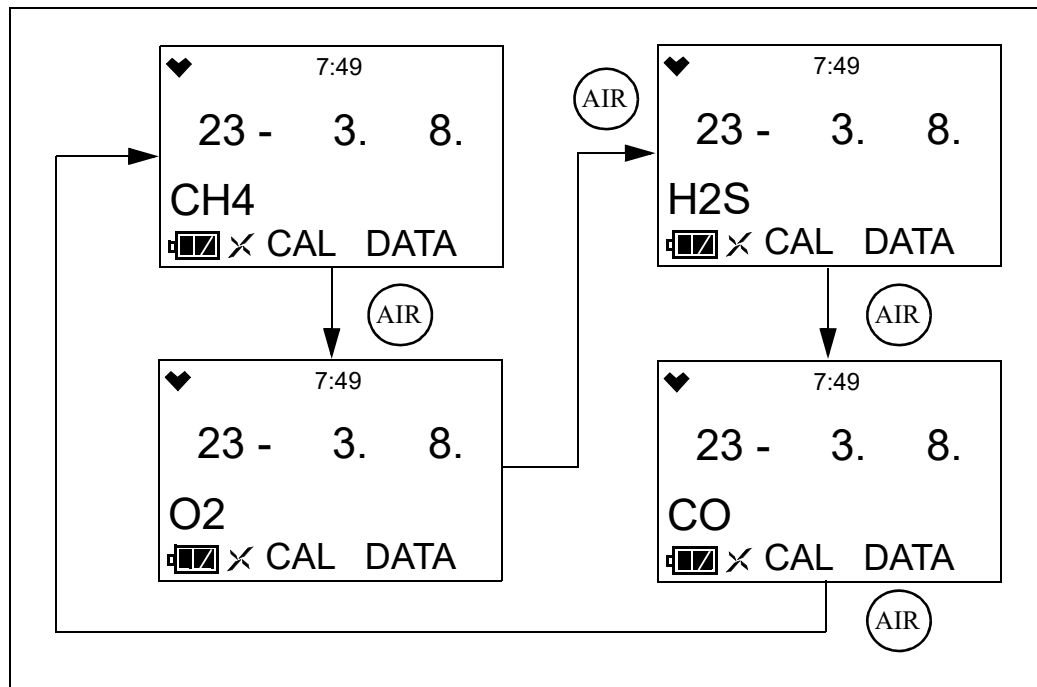 7:49
23 - 3. 8.
CH4
CAL DATA
AIR
7:49
23 - 3. 8.
O2
CAL DATA
AIR
7:49
23 - 3. 8.
H2S
CAL DATA
AIR
7:49
23 - 3. 8.
CO
CAL DATA
AIR